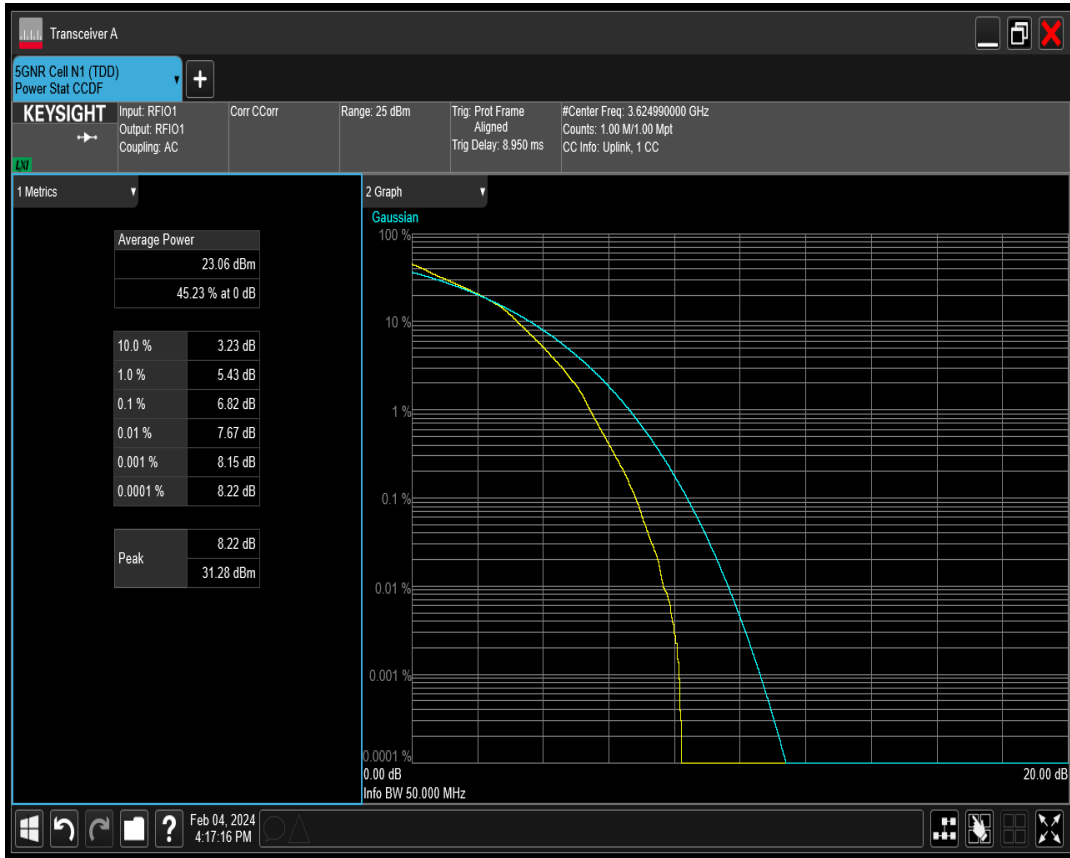 Transceiver A
5GNR Cell N1 (TDD)
Power Stat CCDF
+
KEYSIGHT
LXI
Input: RFIO1
Output: RFIO1
Coupling: AC
Corr CCorr
Range: 25 dBm
Trig: Prot Frame
Aligned
Trig Delay: 8.950 ms
#Center Freq: 3.624990000 GHz
Counts: 1.00 M/1.00 Mpt
CC Info: Uplink, 1 CC
1 Metrics
Average Power
23.06 dBm
45.23 % at 0 dB
10.0 % 3.23 dB
1.0 % 5.43 dB
0.1 % 6.82 dB
0.01 % 7.67 dB
0.001 % 8.15 dB
0.0001 % 8.22 dB
Peak
8.22 dB
31.28 dBm
2 Graph
Gaussian
100 %
10 %
1 %
0.1 %
0.01 %
0.001 %
0.0001 %
0.00 dB 20.00 dB
Info BW 50.000 MHz
?
Feb 04, 2024
4:17:16 PM